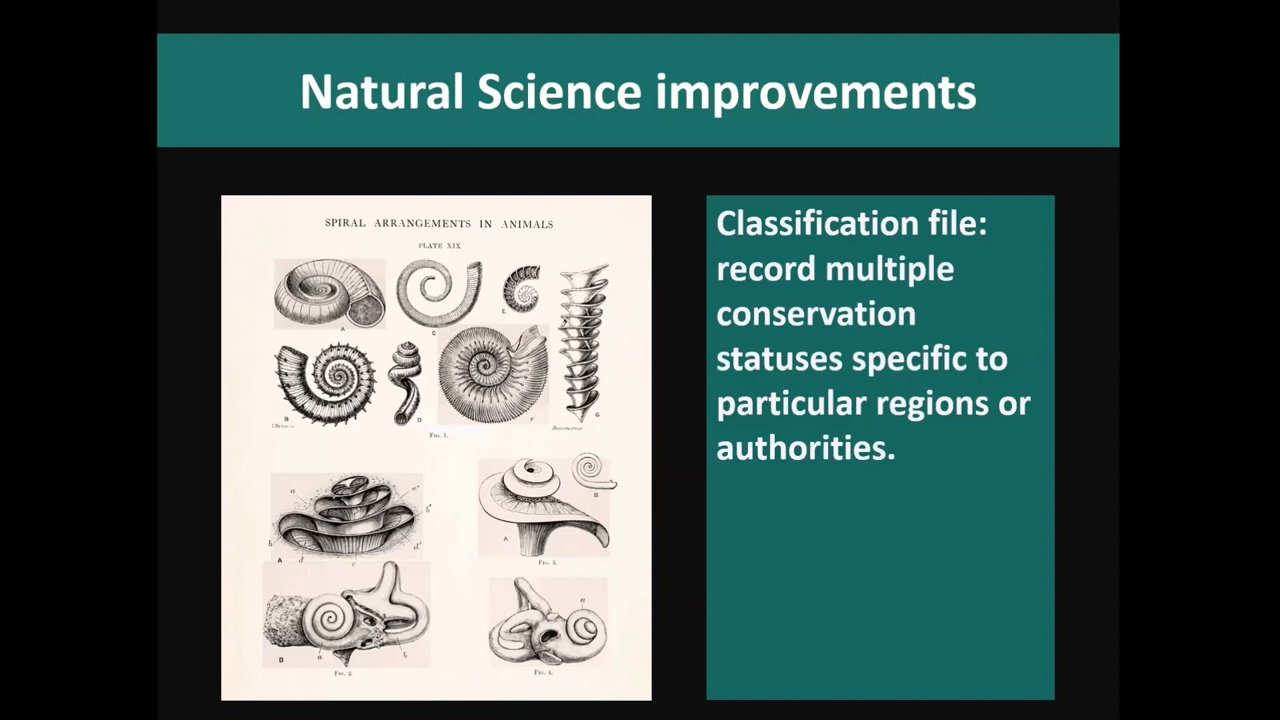 Natural Science improvements
SPIRAL ARRANGEMENTS IN ANIMALS
PLATE XIX
A
C
E
B
D
F
G
FIG. 1.
a
a'
b'
b
d'
A
d
c
B
A
FIG. 3.
a
B
a
b
FIG. 2.
FIG. 4.
Classification file:
record multiple
conservation
statuses specific to
particular regions or
authorities.